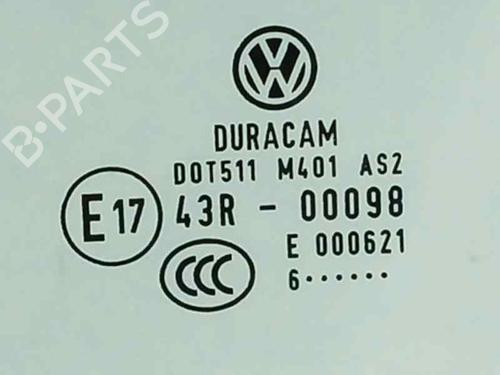 B-PARTS
DURACAM
DOT511 M401 AS2
E 17 43R - 00098
CCC E 000621
6······